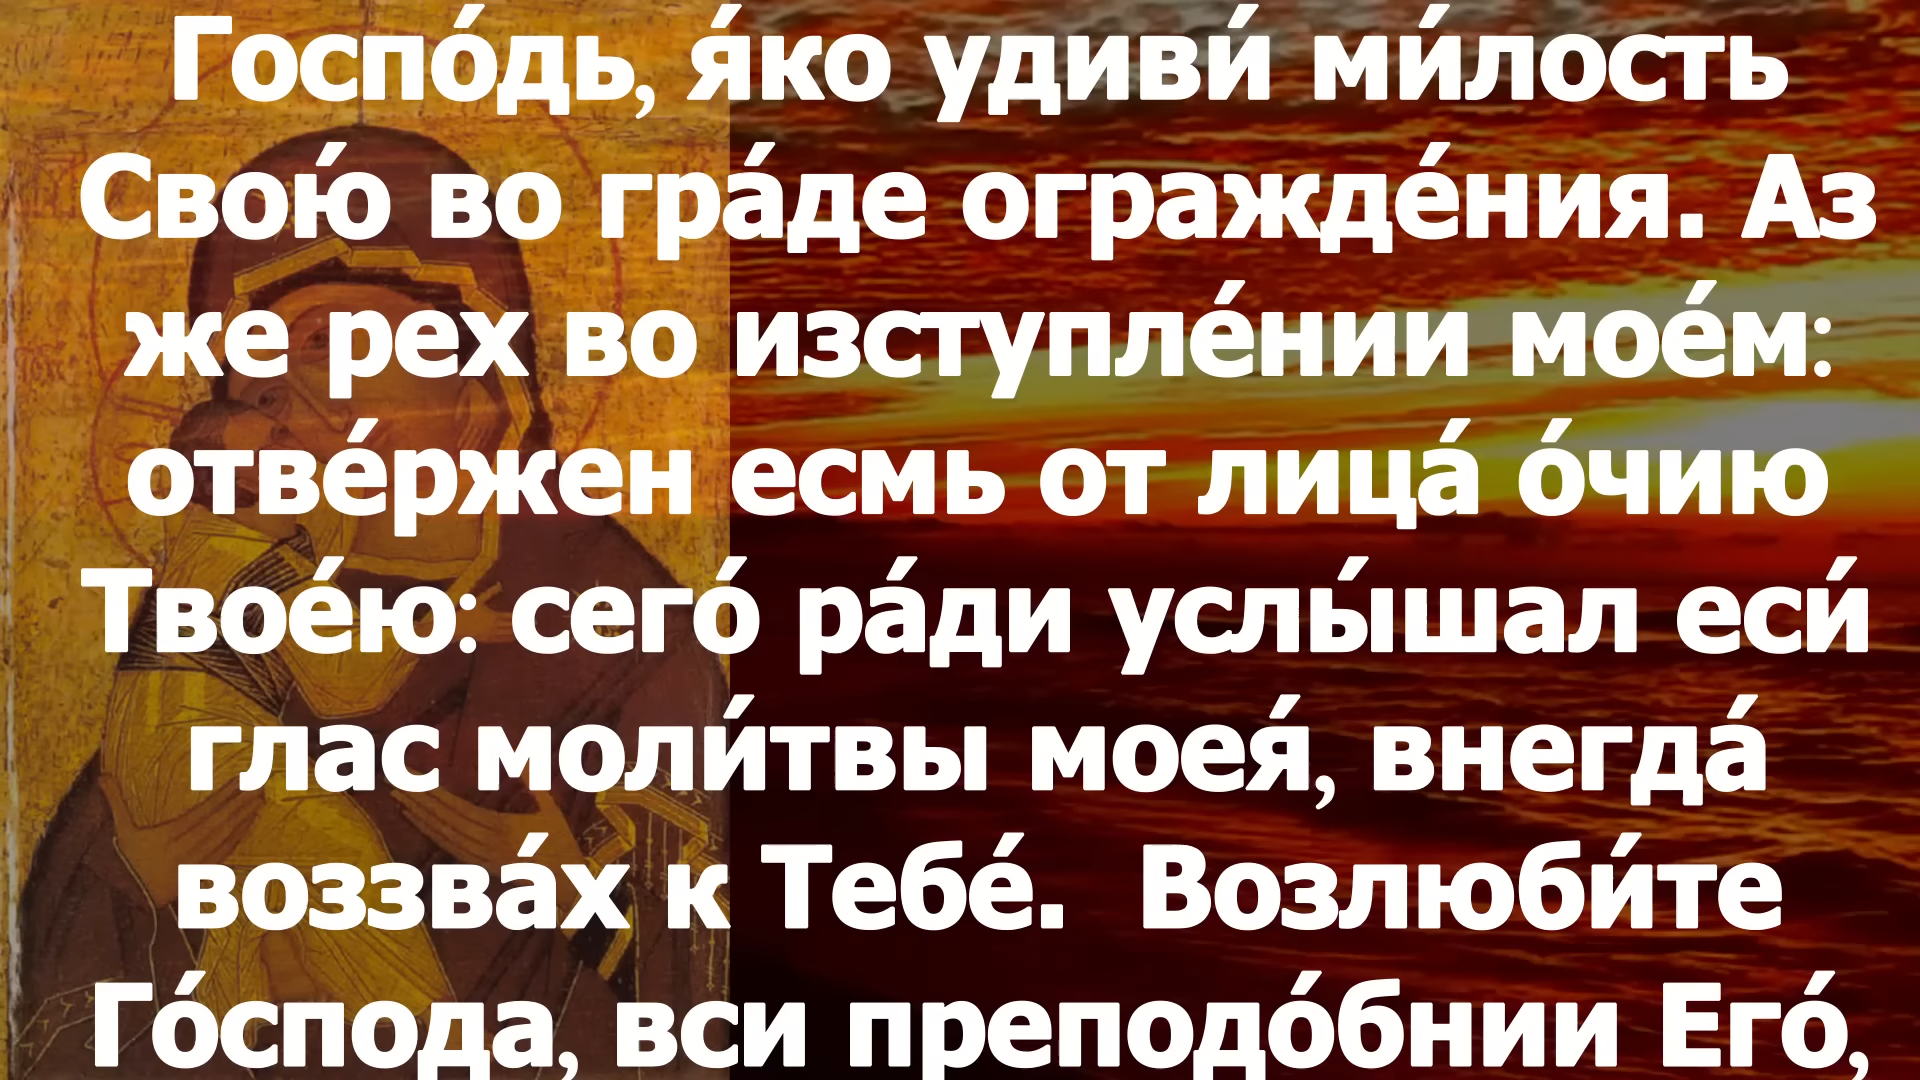 Госпо́дь, я́ко удиви́ ми́лость
Свою́ во гра́де огражде́ния. Аз
же рех во изступле́нии мое́м:
отве́ржен есмь от лица́ о́чию
Твое́ю: сего́ ра́ди услы́шал еси́
глас моли́твы моея́, внегда́
воззва́х к Тебе́.  Возлюби́те
Го́спода, вси преподо́бнии Его́,